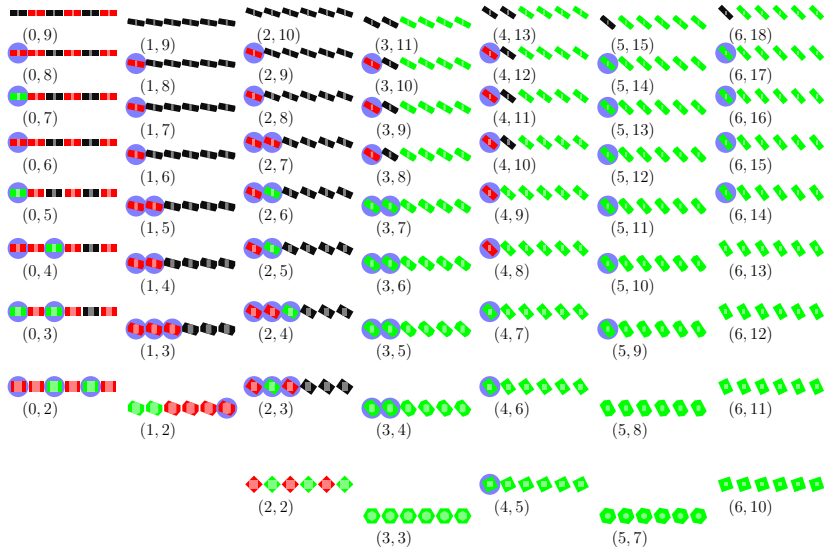 (0, 9) (1, 9) (2, 10) (3, 11) (4, 13) (5, 15) (6, 18)
(0, 8) (1, 8) (2, 9) (3, 10) (4, 12) (5, 14) (6, 17)
(0, 7) (1, 7) (2, 8) (3, 9) (4, 11) (5, 13) (6, 16)
(0, 6) (1, 6) (2, 7) (3, 8) (4, 10) (5, 12) (6, 15)
(0, 5) (1, 5) (2, 6) (3, 7) (4, 9) (5, 11) (6, 14)
(0, 4) (1, 4) (2, 5) (3, 6) (4, 8) (5, 10) (6, 13)
(0, 3) (1, 3) (2, 4) (3, 5) (4, 7) (5, 9) (6, 12)
(0, 2) (1, 2) (2, 3) (3, 4) (4, 6) (5, 8) (6, 11)
(2, 2) (3, 3) (4, 5) (5, 7) (6, 10)